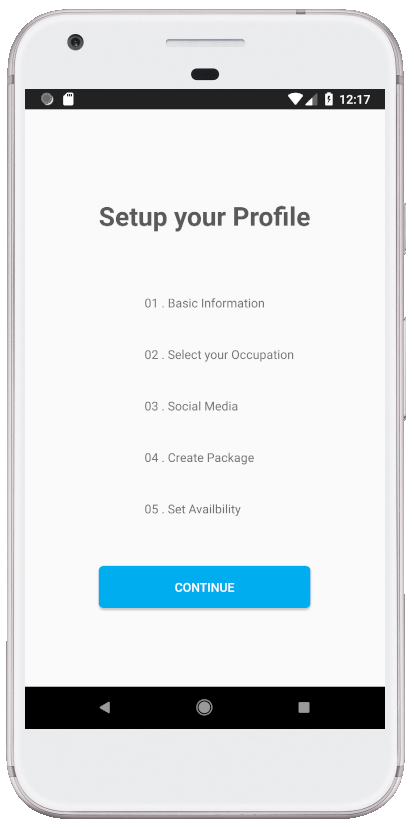 12:17
Setup your Profile
01 . Basic Information
02 . Select your Occupation
03 . Social Media
04 . Create Package
05 . Set Availbility
CONTINUE